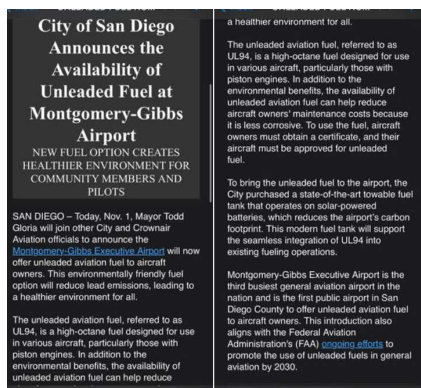 City of San Diego
Announces the
Availability of
Unleaded Fuel at
Montgomery-Gibbs
Airport
NEW FUEL OPTION CREATES
HEALTHIER ENVIRONMENT FOR
COMMUNITY MEMBERS AND
PILOTS
SAN DIEGO – Today, Nov. 1, Mayor Todd
Gloria will join other City and Crownair
Aviation officials to announce the
Montgomery-Gibbs Executive Airport will now
offer unleaded aviation fuel to aircraft
owners. This environmentally friendly fuel
option will reduce lead emissions, leading to
a healthier environment for all.
The unleaded aviation fuel, referred to as
UL94, is a high-octane fuel designed for use
in various aircraft, particularly those with
piston engines. In addition to the
environmental benefits, the availability of
unleaded aviation fuel can help reduce
a healthier environment for all.
The unleaded aviation fuel, referred to as
UL94, is a high-octane fuel designed for use
in various aircraft, particularly those with
piston engines. In addition to the
environmental benefits, the availability of
unleaded aviation fuel can help reduce
aircraft owners' maintenance costs because
it is less corrosive. To use the fuel, aircraft
owners must obtain a certificate, and their
aircraft must be approved for unleaded
fuel.
To bring the unleaded fuel to the airport, the
City purchased a state-of-the-art towable fuel
tank that operates on solar-powered
batteries, which reduces the airport's carbon
footprint. This modern fuel tank will support
the seamless integration of UL94 into
existing fueling operations.
Montgomery-Gibbs Executive Airport is the
third busiest general aviation airport in the
nation and is the first public airport in San
Diego County to offer unleaded aviation fuel
to aircraft owners. This introduction also
aligns with the Federal Aviation
Administration's (FAA) ongoing efforts to
promote the use of unleaded fuels in general
aviation by 2030.